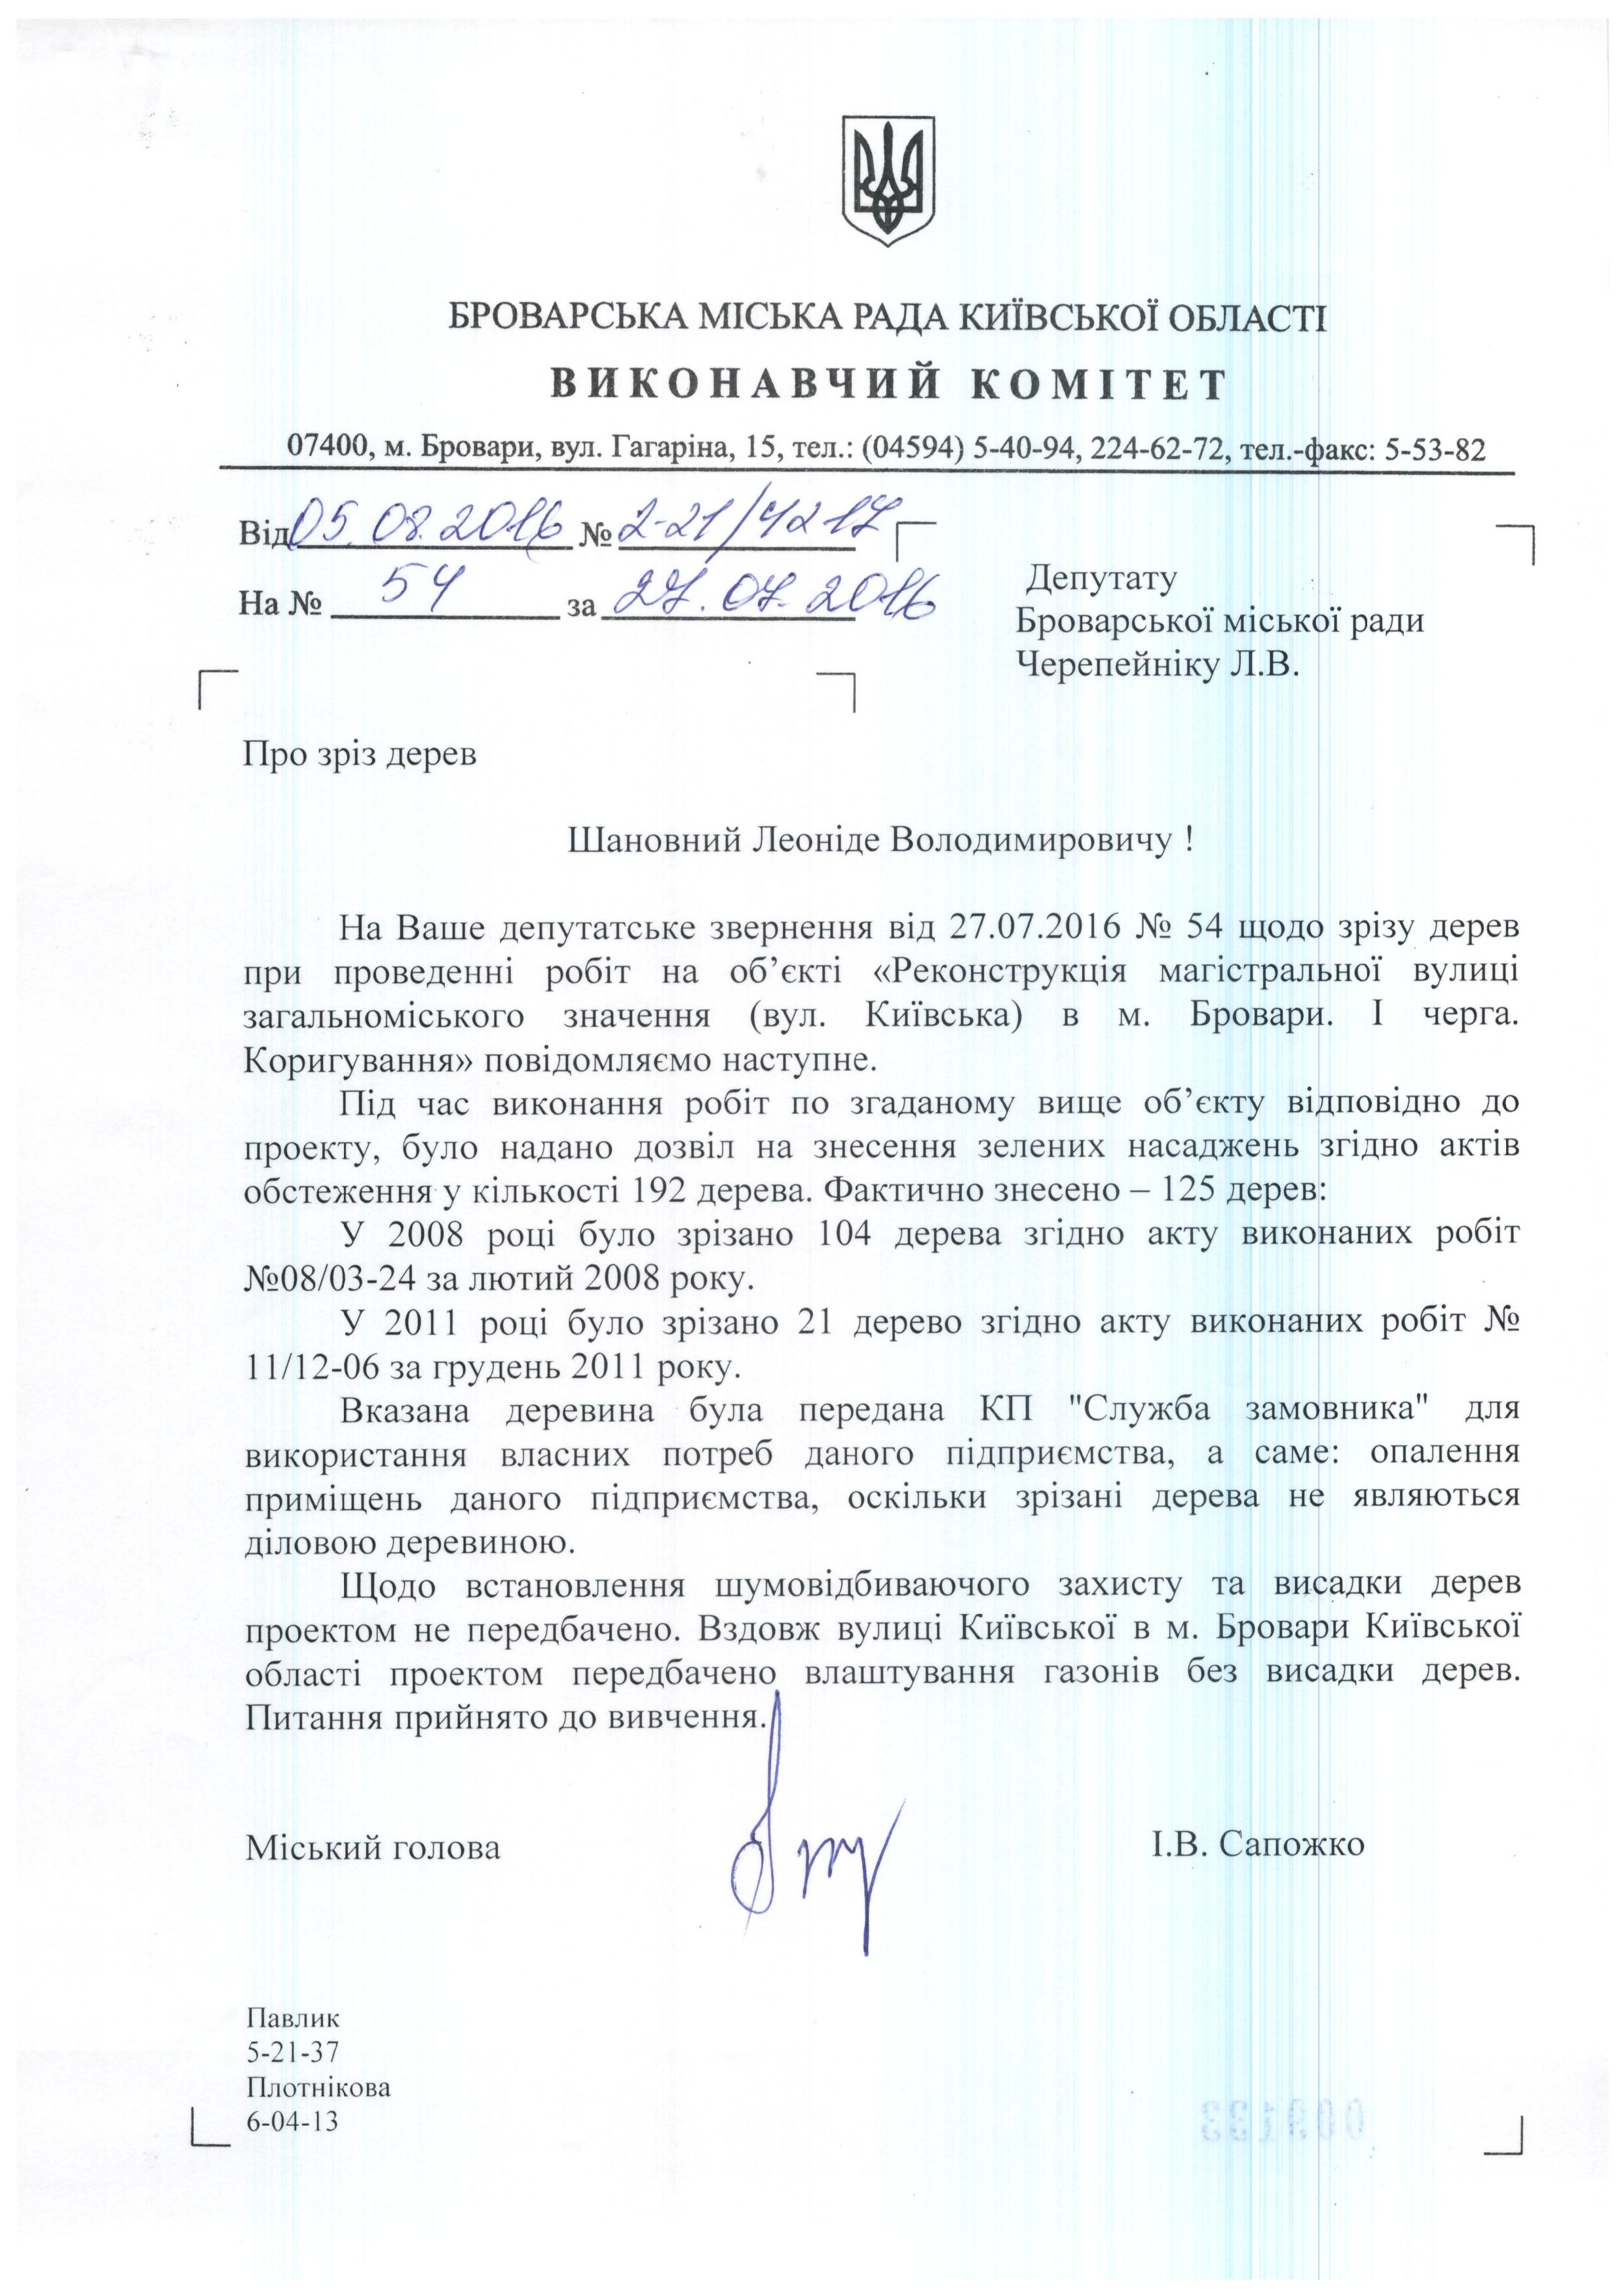 БРОВАРСЬКА МІСЬКА РАДА КИЇВСЬКОЇ ОБЛАСТІ
ВИКОНАВЧИЙ КОМІТЕТ
07400, м. Бровари, вул. Гагаріна, 15, тел.: (04594) 5-40-94, 224-62-72, тел.-факс: 5-53-82
Від 05.08.2016 № 2-21/4217
На № 54 за 27.07.2016
Депутату
Броварської міської ради
Черепейніку Л.В.
Про зріз дерев
Шановний Леоніде Володимировичу !
На Ваше депутатське звернення від 27.07.2016 № 54 щодо зрізу дерев
при проведенні робіт на об’єкті «Реконструкція магістральної вулиці
загальноміського значення (вул. Київська) в м. Бровари. І черга.
Коригування» повідомляємо наступне.
Під час виконання робіт по згаданому вище об’єкту відповідно до
проекту, було надано дозвіл на знесення зелених насаджень згідно актів
обстеження у кількості 192 дерева. Фактично знесено – 125 дерев:
У 2008 році було зрізано 104 дерева згідно акту виконаних робіт
№08/03-24 за лютий 2008 року.
У 2011 році було зрізано 21 дерево згідно акту виконаних робіт №
11/12-06 за грудень 2011 року.
Вказана деревина була передана КП "Служба замовника" для
використання власних потреб даного підприємства, а саме: опалення
приміщень даного підприємства, оскільки зрізані дерева не являються
діловою деревиною.
Щодо встановлення шумовідбиваючого захисту та висадки дерев
проектом не передбачено. Вздовж вулиці Київської в м. Бровари Київської
області проектом передбачено влаштування газонів без висадки дерев.
Питання прийнято до вивчення.
Міський голова І.В. Сапожко
Павлик
5-21-37
Плотнікова
6-04-13